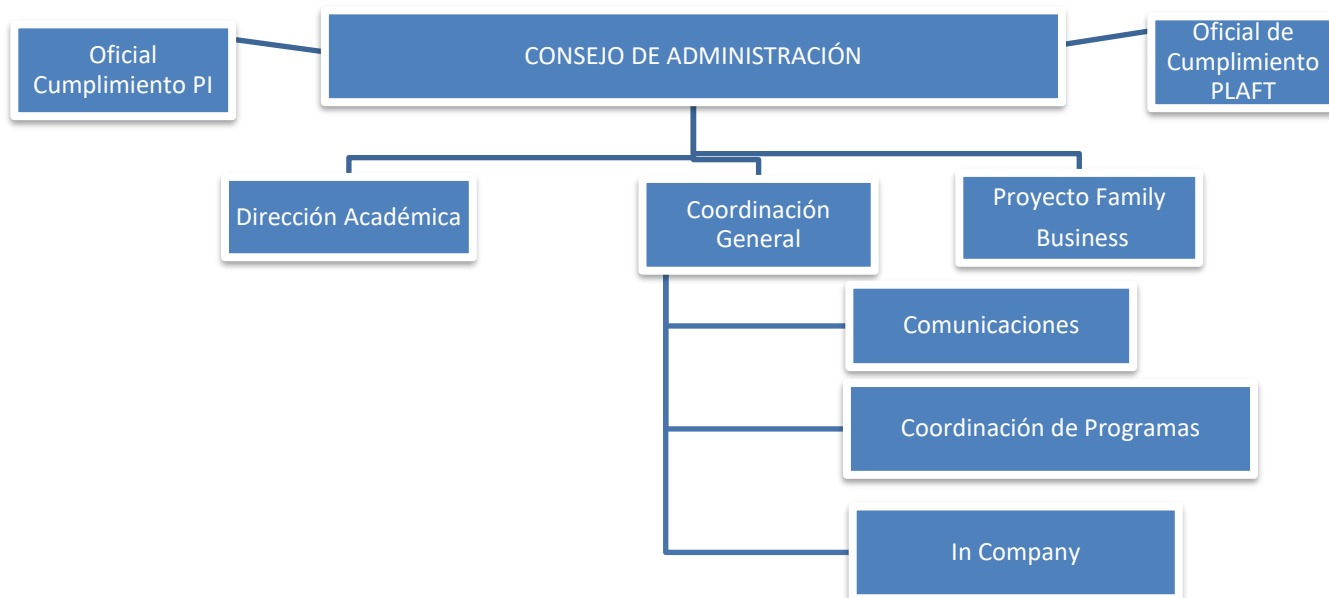 Oficial
Cumplimiento PI
CONSEJO DE ADMINISTRACIÓN
Oficial de
Cumplimiento
PLAFT
Dirección Académica
Coordinación
General
Proyecto Family
Business
Comunicaciones
Coordinación de Programas
In Company